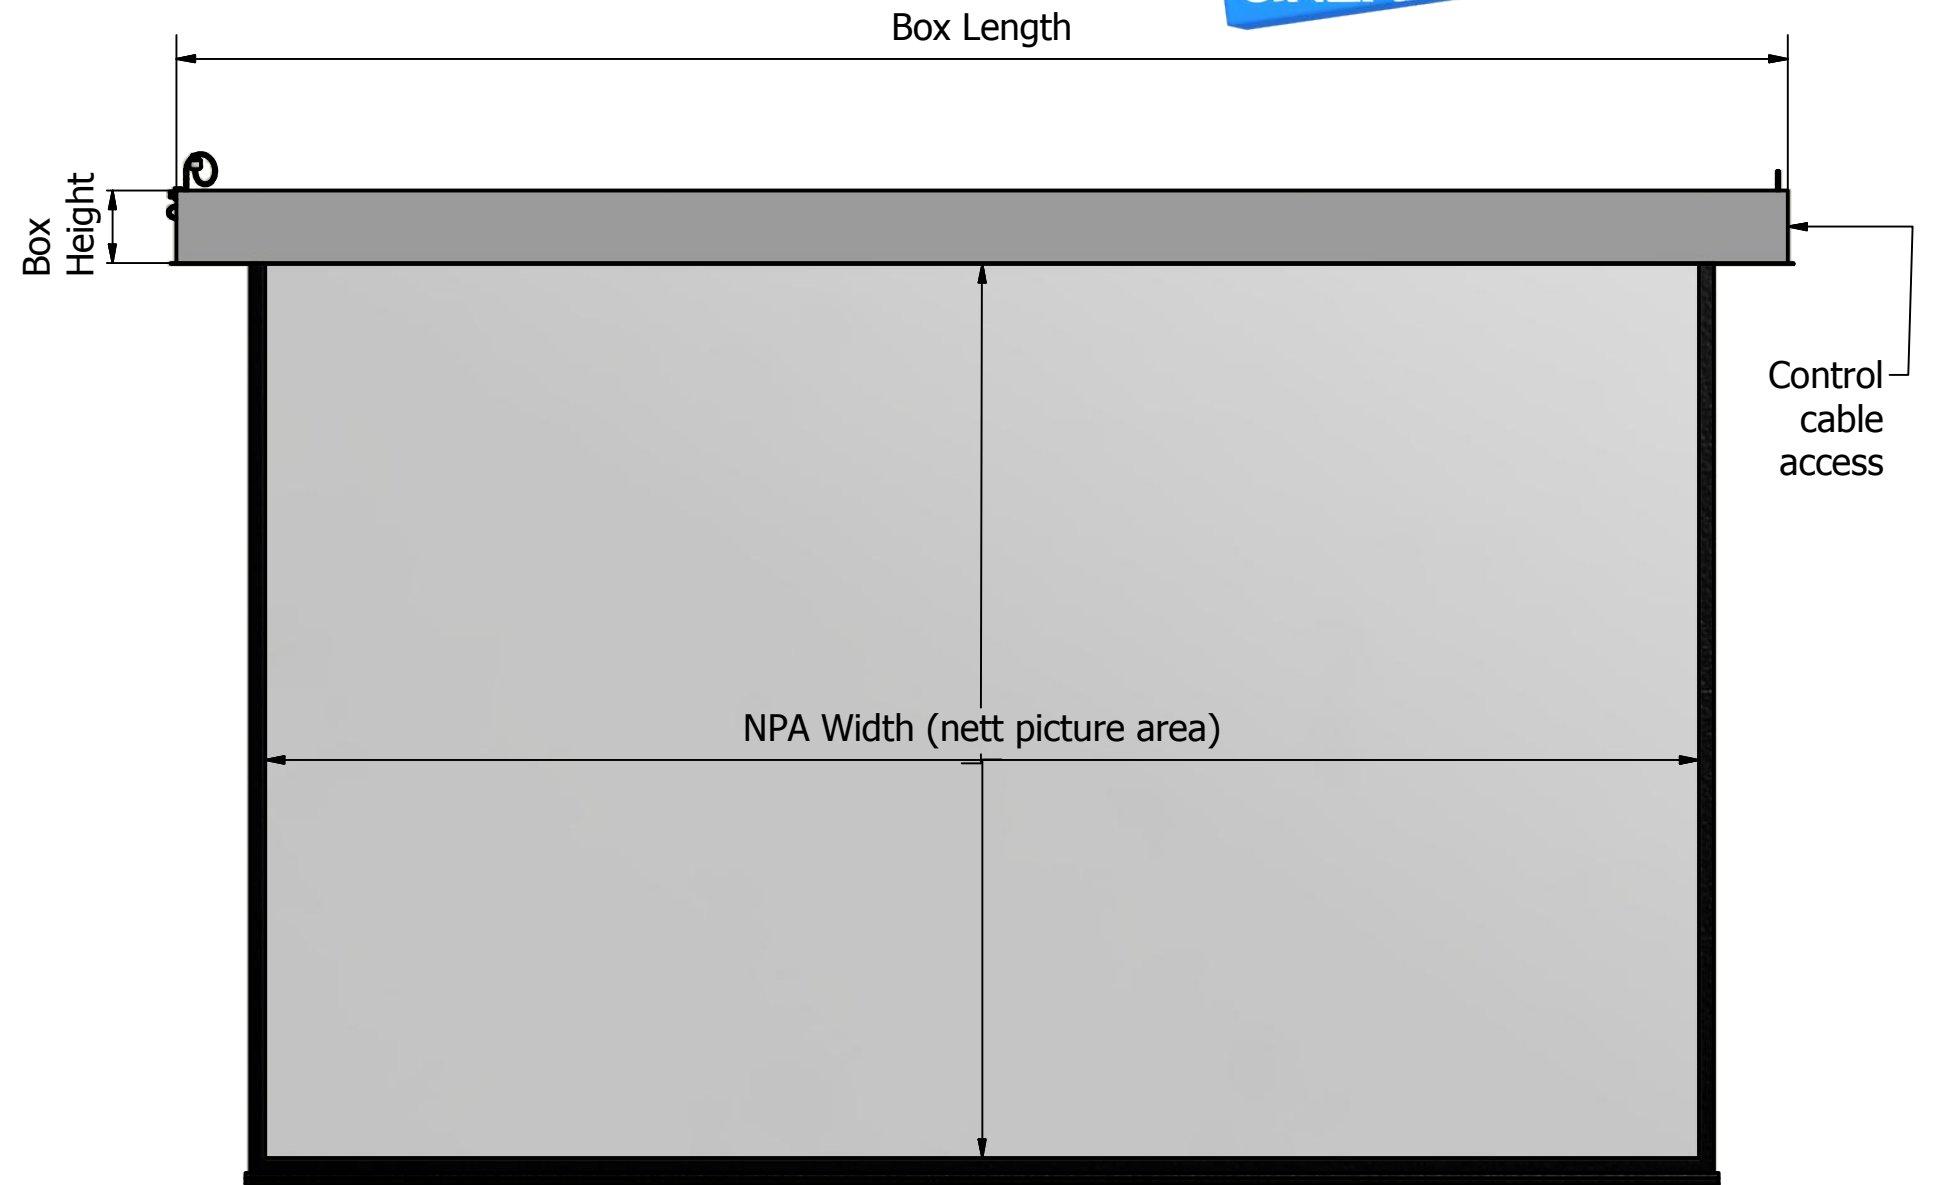 Box Length
Box
Height
Control
cable
access
NPA Width (nett picture area)